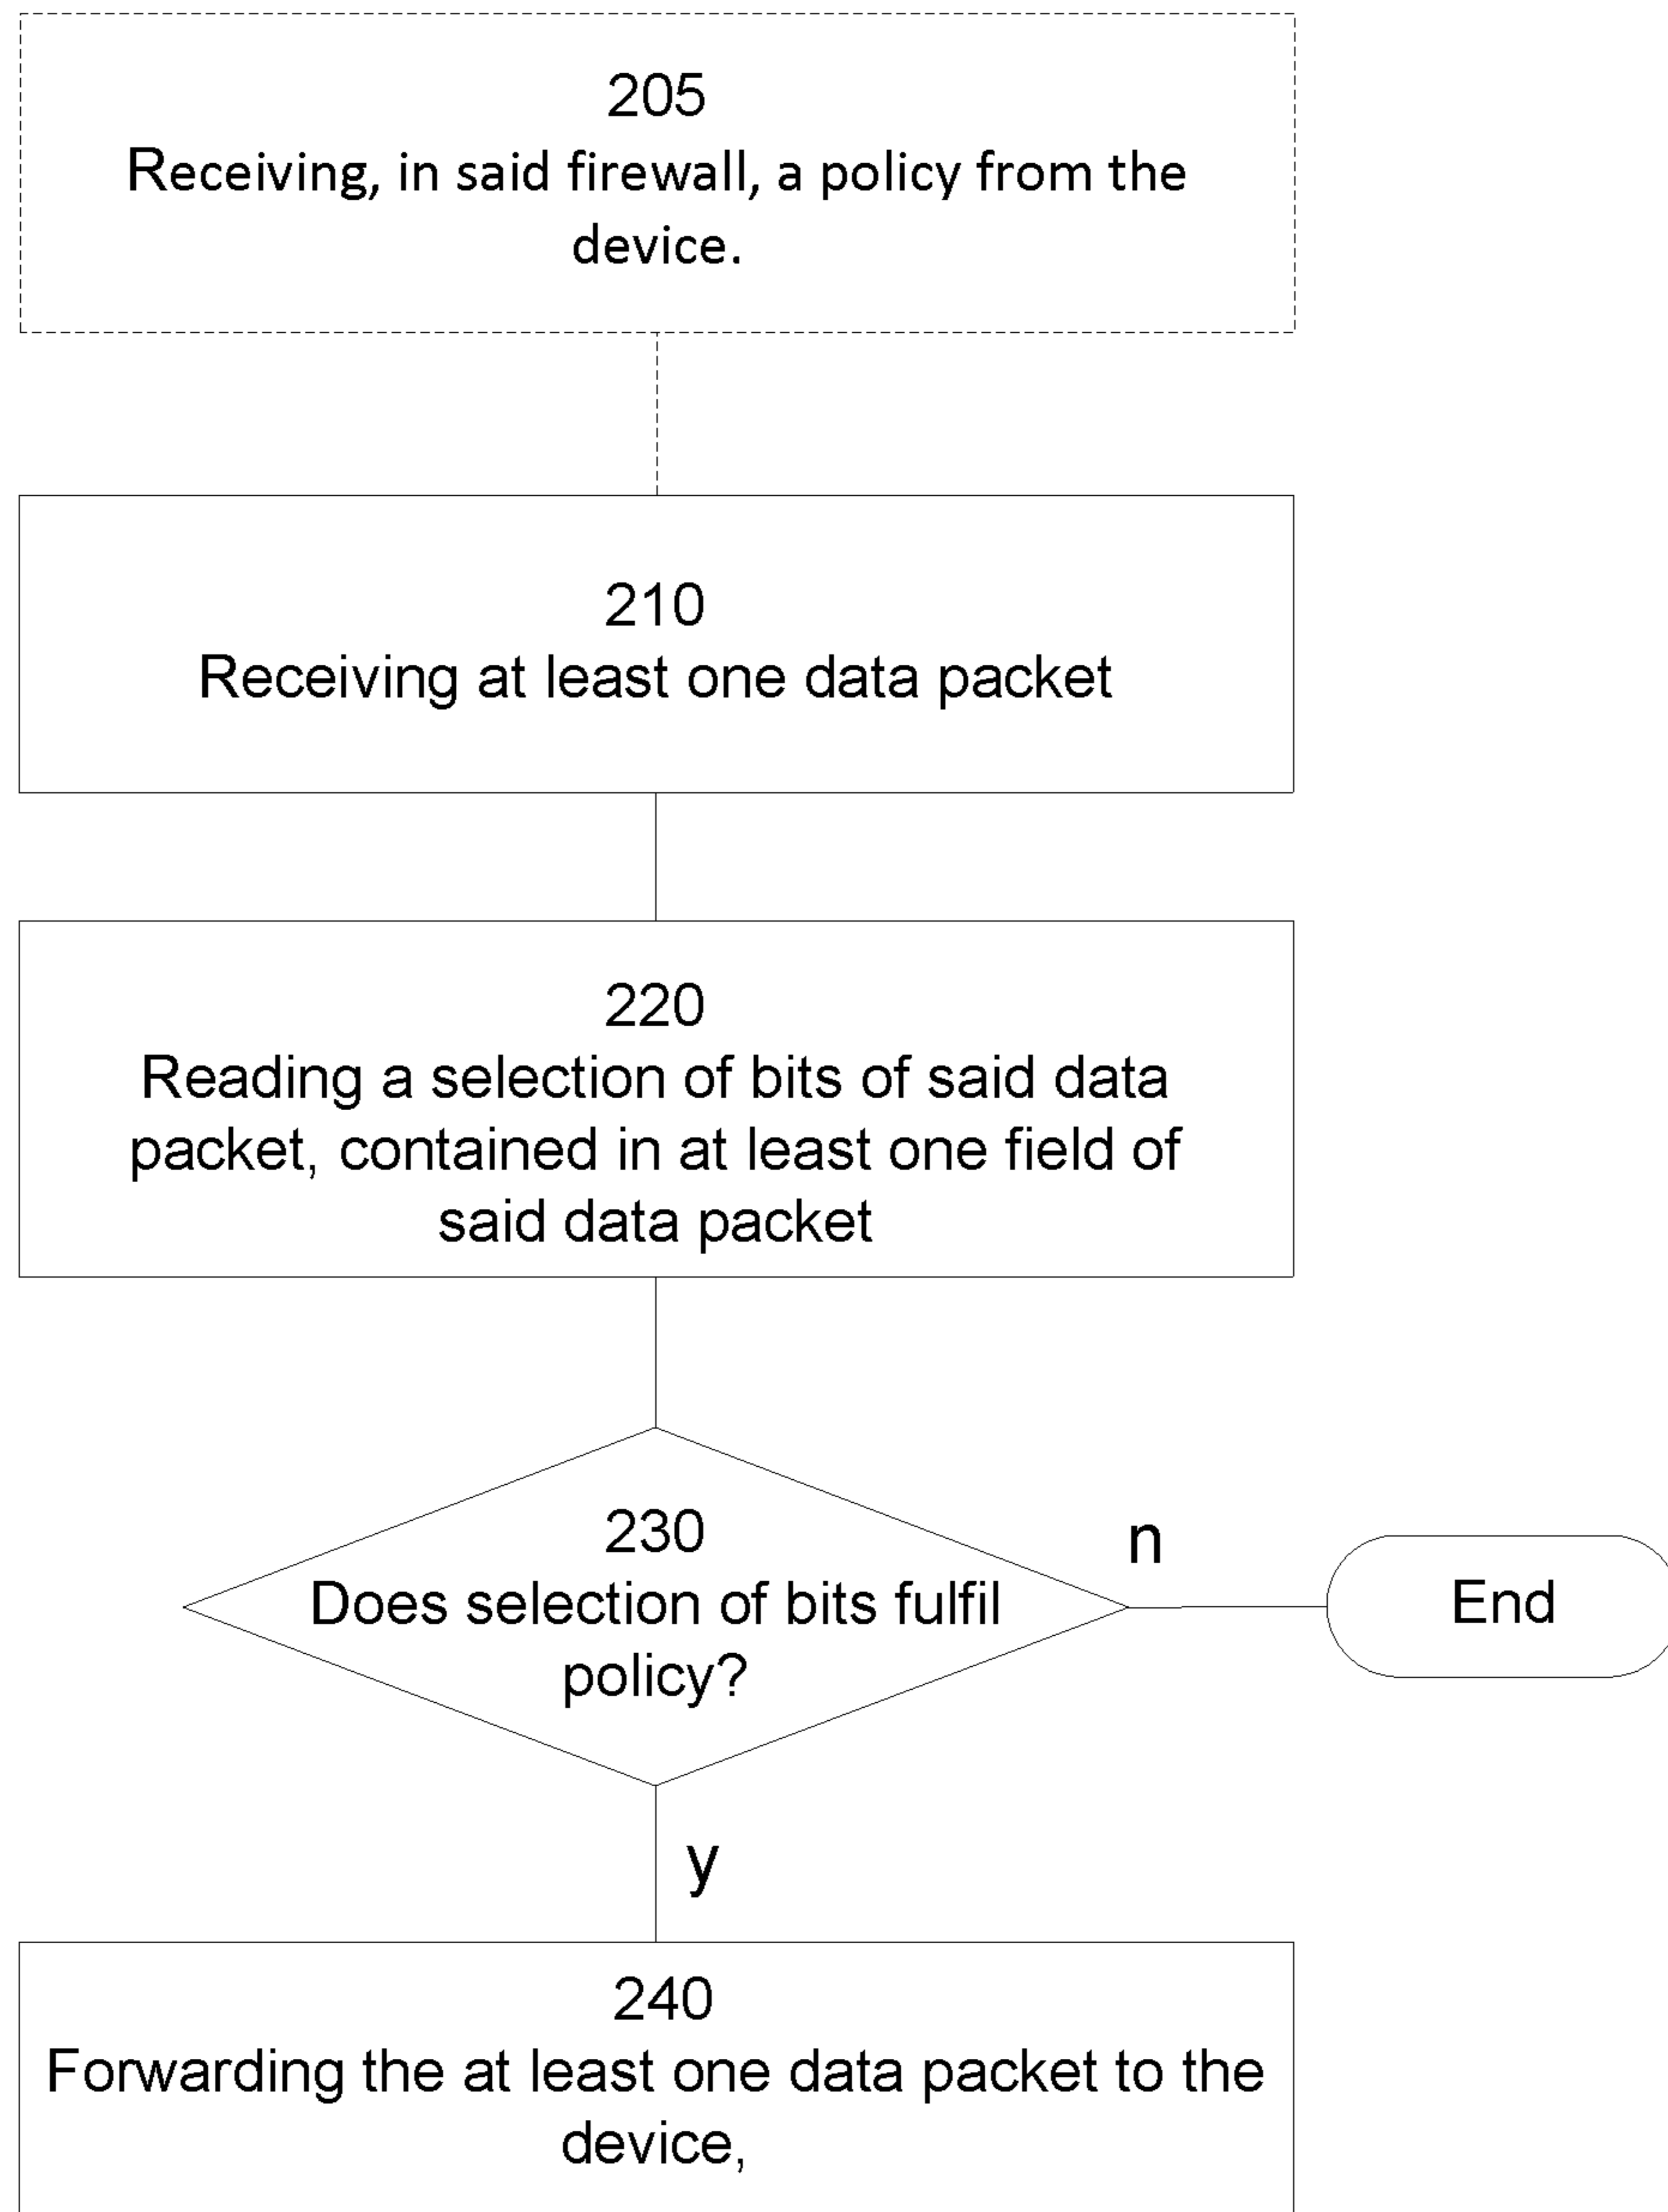 205
Receiving, in said firewall, a policy from the
device.
210
Receiving at least one data packet
220
Reading a selection of bits of said data
packet, contained in at least one field of
said data packet
230
Does selection of bits fulfil
policy?
n
End
y
240
Forwarding the at least one data packet to the
device,